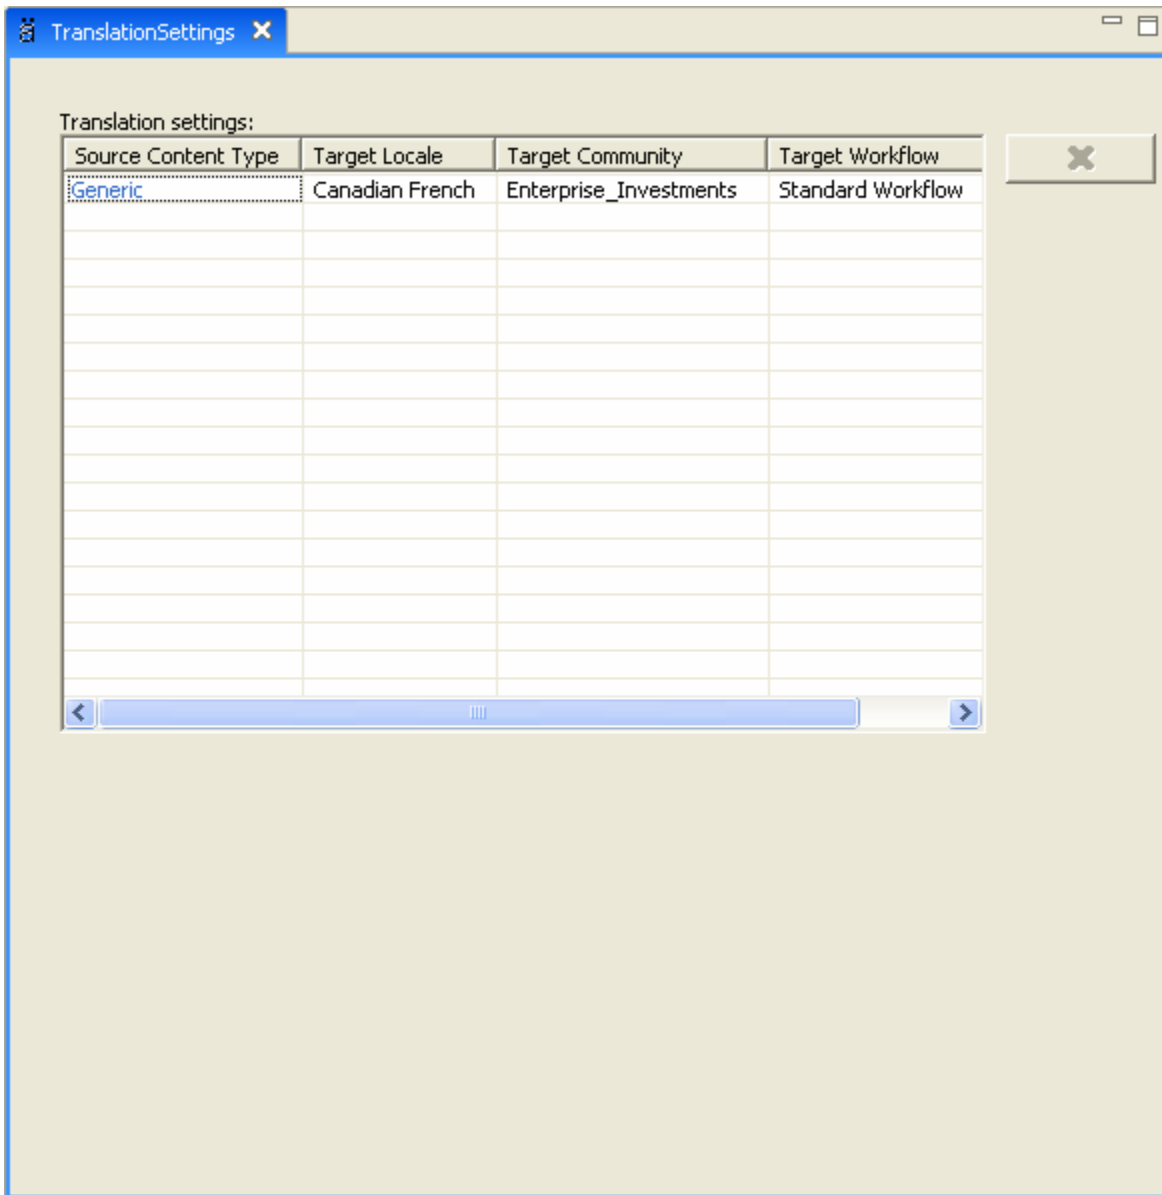 TranslationSettings
Translation settings:
Source Content Type Target Locale Target Community Target Workflow
Generic Canadian French Enterprise_Investments Standard Workflow